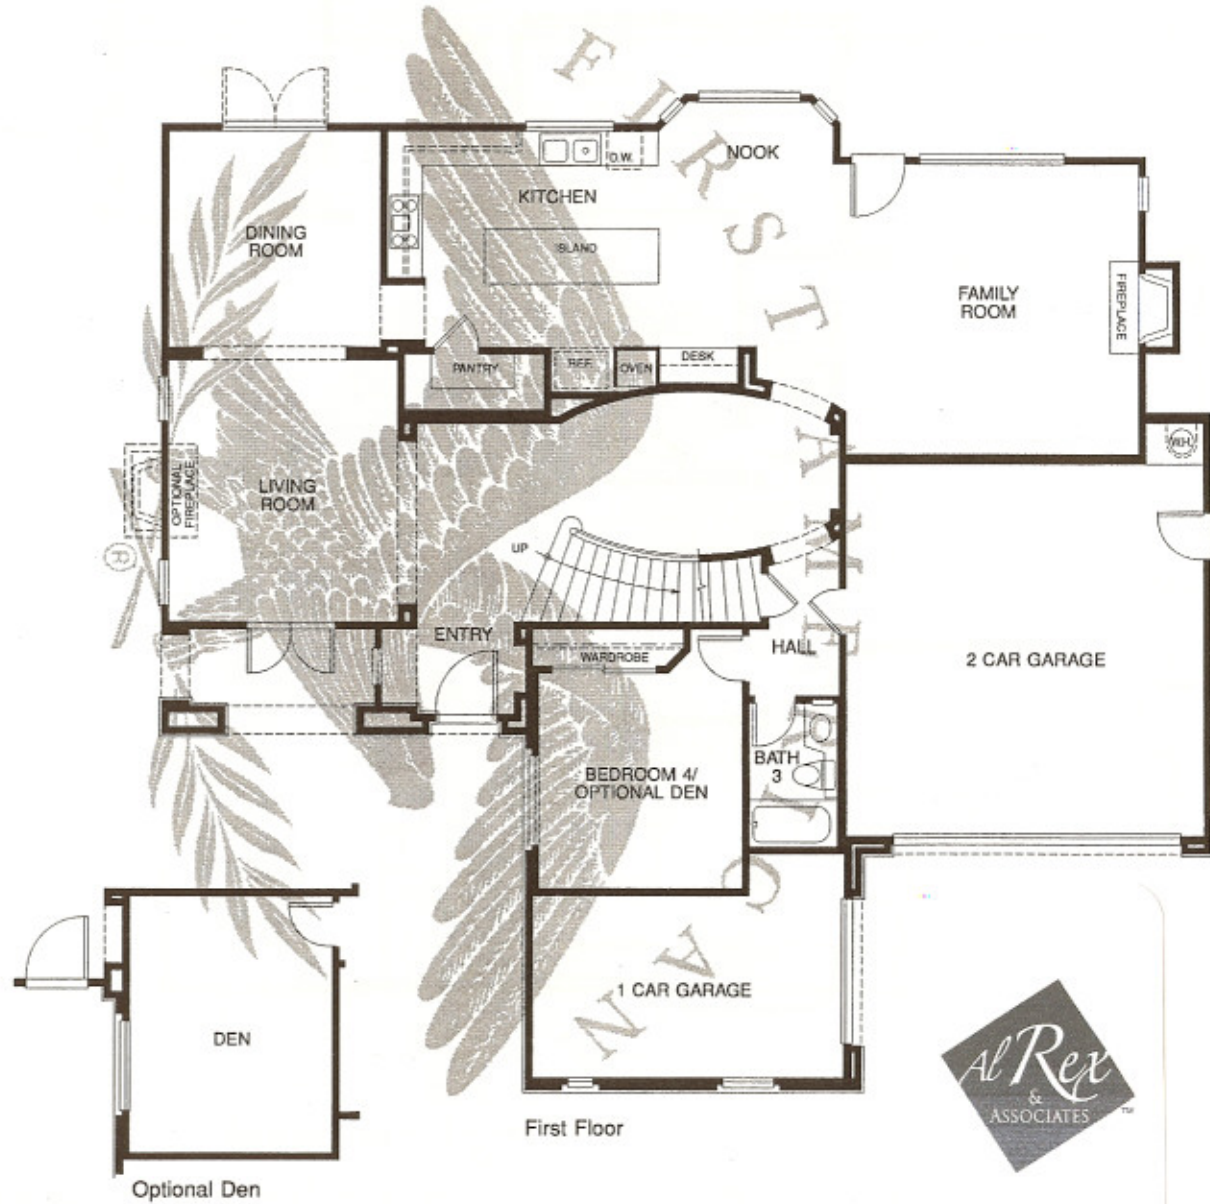 FIRST AMERICAN
NOOK
D.W.
KITCHEN
ISLAND
DINING
ROOM
FAMILY
ROOM
FIREPLACE
DESK
REF.
OVEN
PANTRY
WH
LIVING
ROOM
OPTIONAL
FIREPLACE
®
UP
ENTRY
HALL
WARDROBE
2 CAR GARAGE
BATH
3
BEDROOM 4/
OPTIONAL DEN
1 CAR GARAGE
DEN
First Floor
Optional Den
Al Rex
&
ASSOCIATES
TM